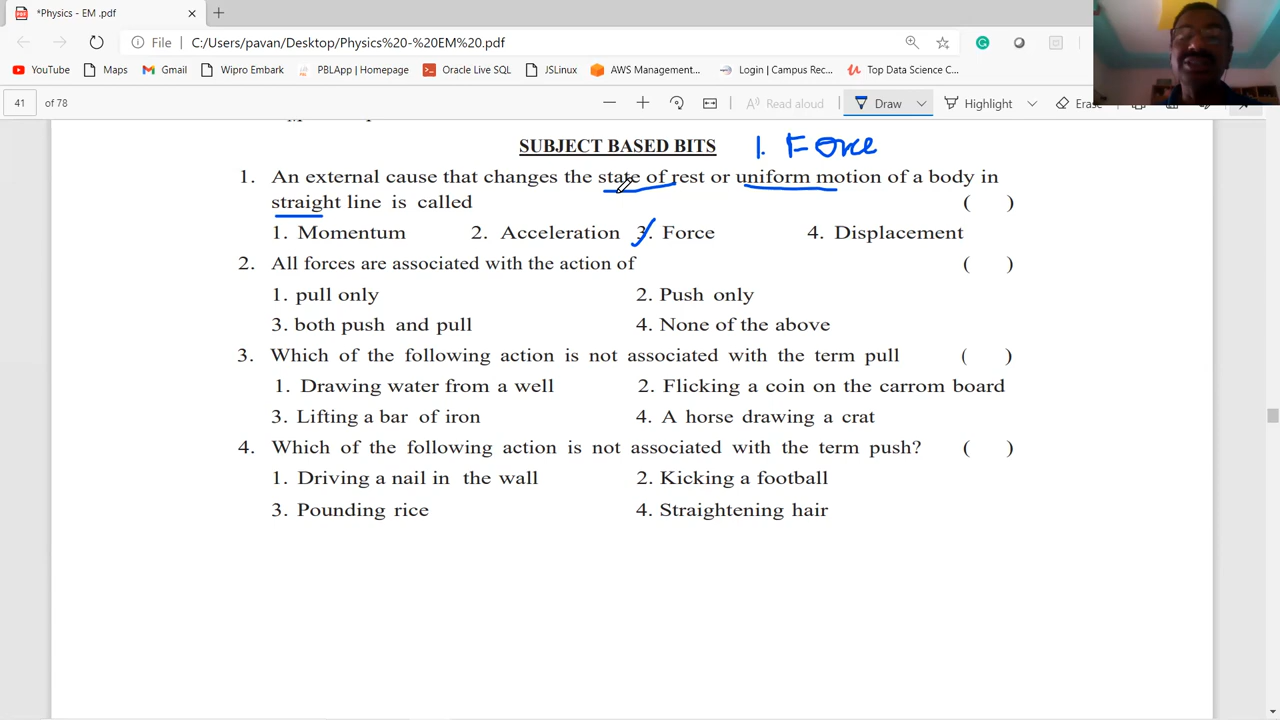 *Physics - EM .pdf
File C:/Users/pavan/Desktop/Physics%20-%20EM%20.pdf
YouTube Maps Gmail Wipro Embark PBLApp | Homepage Oracle Live SQL JSLinux AWS Management... Login | Campus Rec... Top Data Science C...
41 of 78 Read aloud Draw Highlight Erase
SUBJECT BASED BITS 1. Force
1. An external cause that changes the state of rest or uniform motion of a body in
straight line is called ( )
1. Momentum 2. Acceleration 3. Force 4. Displacement
2. All forces are associated with the action of ( )
1. pull only 2. Push only
3. both push and pull 4. None of the above
3. Which of the following action is not associated with the term pull ( )
1. Drawing water from a well 2. Flicking a coin on the carrom board
3. Lifting a bar of iron 4. A horse drawing a crat
4. Which of the following action is not associated with the term push? ( )
1. Driving a nail in the wall 2. Kicking a football
3. Pounding rice 4. Straightening hair